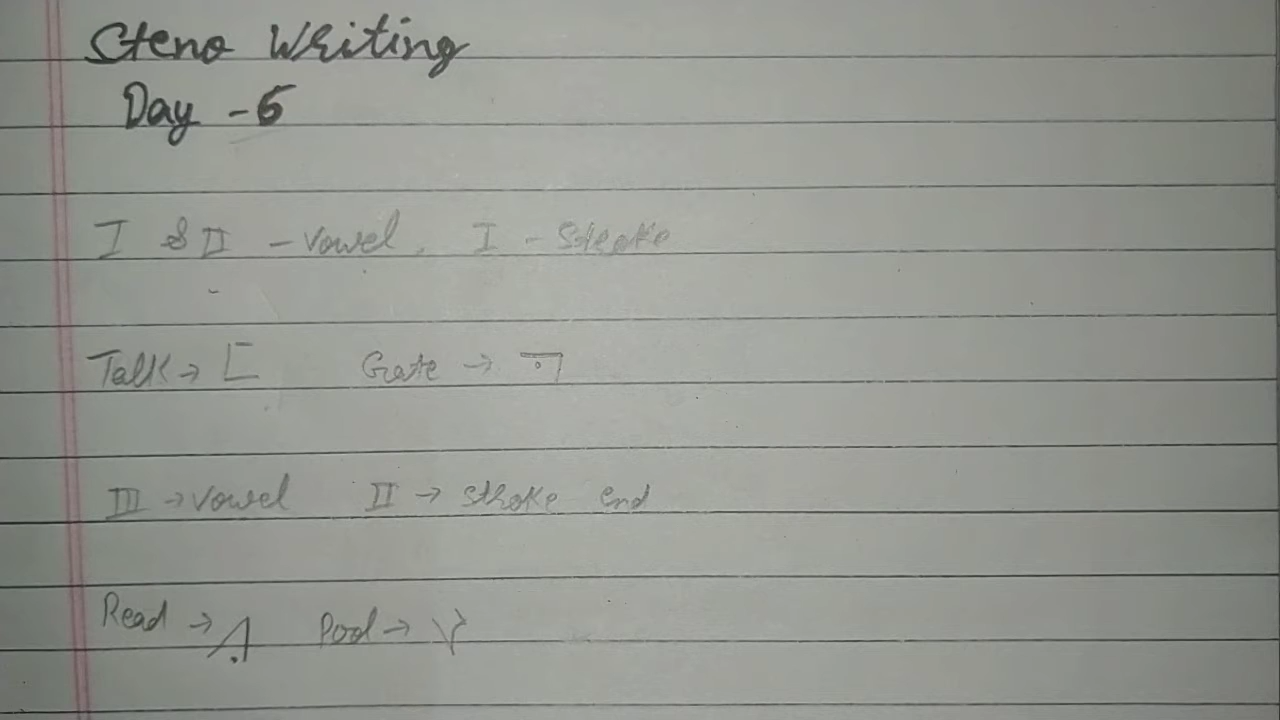 Steno Writing
Day - 6
I & II - Vowel. I - Stroke
Talk → Gate →
III → Vowel II → Stroke end
Read → Pool →